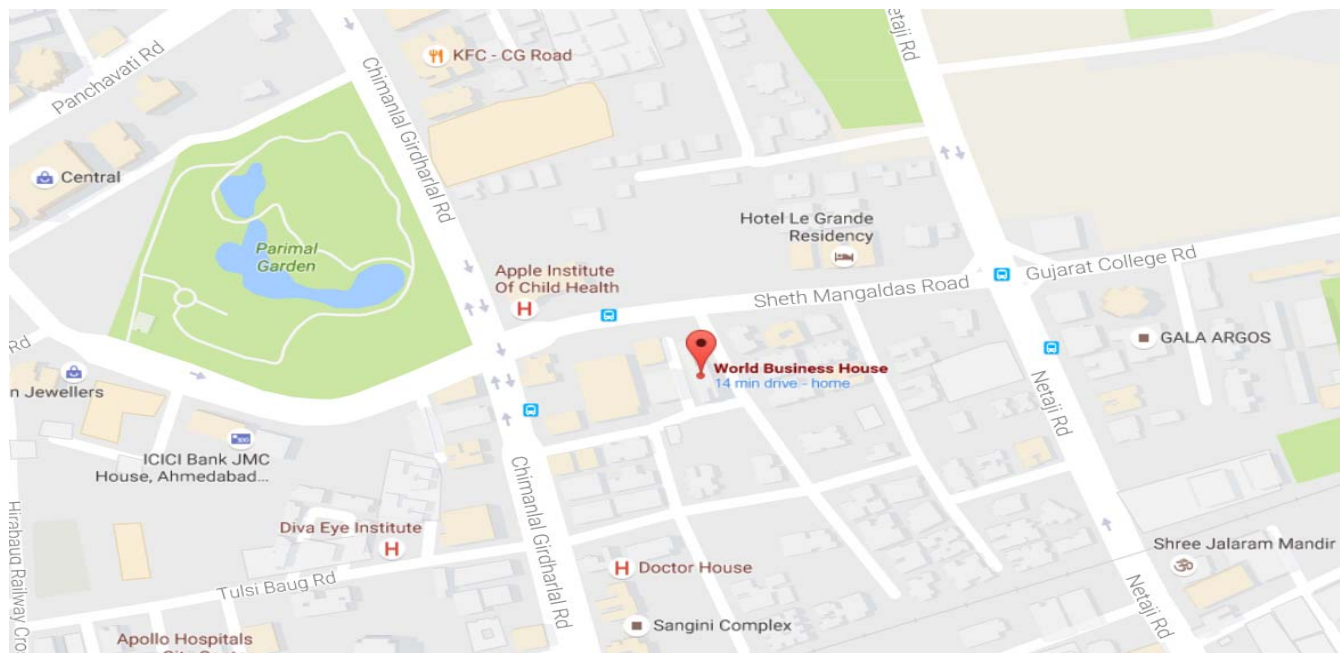 Panchavati Rd
KFC - CG Road
Chimanlal Girdharlal Rd
Netaji Rd
Central
Parimal
Garden
Hotel Le Grande
Residency
Apple Institute
Of Child Health
Sheth Mangaldas Road
Gujarat College Rd
Rd
GALA ARGOS
World Business House
14 min drive - home
n Jewellers
Netaji Rd
ICICI Bank JMC
House, Ahmedabad...
Chimanlal Girdharlal Rd
Diva Eye Institute
Doctor House
Shree Jalaram Mandir
Tulsi Baug Rd
Netaji Rd
Sangini Complex
Apollo Hospitals
Hirabaug Railway Cro